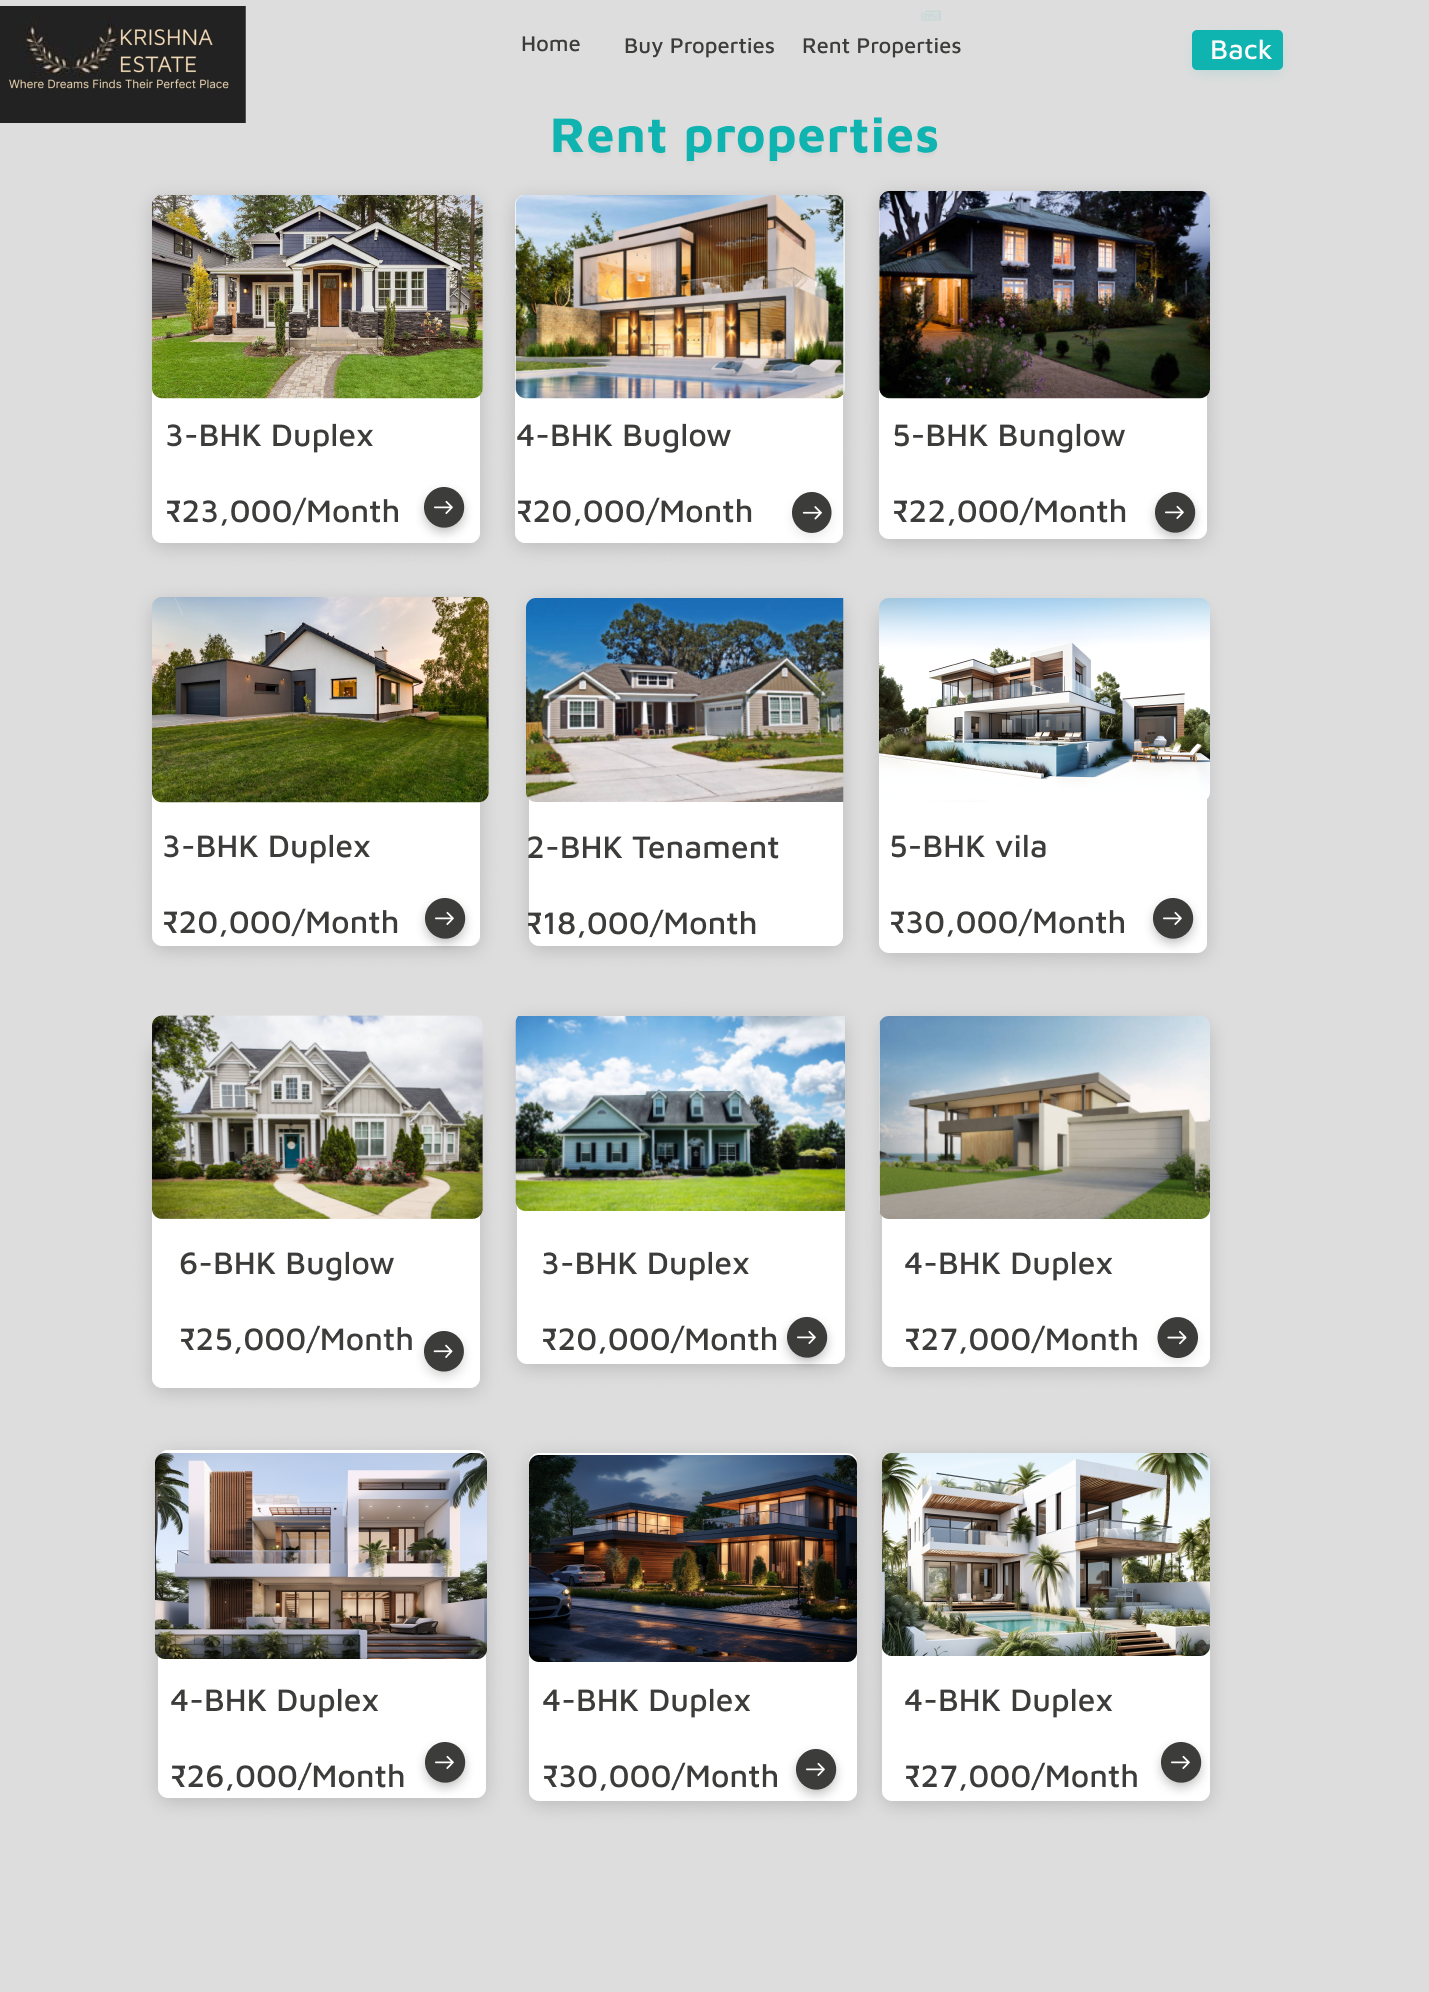 KRISHNA
ESTATE
Where Dreams Finds Their Perfect Place
Home
Buy Properties
Rent Properties
Back
Rent properties
3-BHK Duplex
₹23,000/Month
4-BHK Buglow
₹20,000/Month
5-BHK Bunglow
₹22,000/Month
3-BHK Duplex
₹20,000/Month
2-BHK Tenament
₹18,000/Month
5-BHK vila
₹30,000/Month
6-BHK Buglow
₹25,000/Month
3-BHK Duplex
₹20,000/Month
4-BHK Duplex
₹27,000/Month
4-BHK Duplex
₹26,000/Month
4-BHK Duplex
₹30,000/Month
4-BHK Duplex
₹27,000/Month